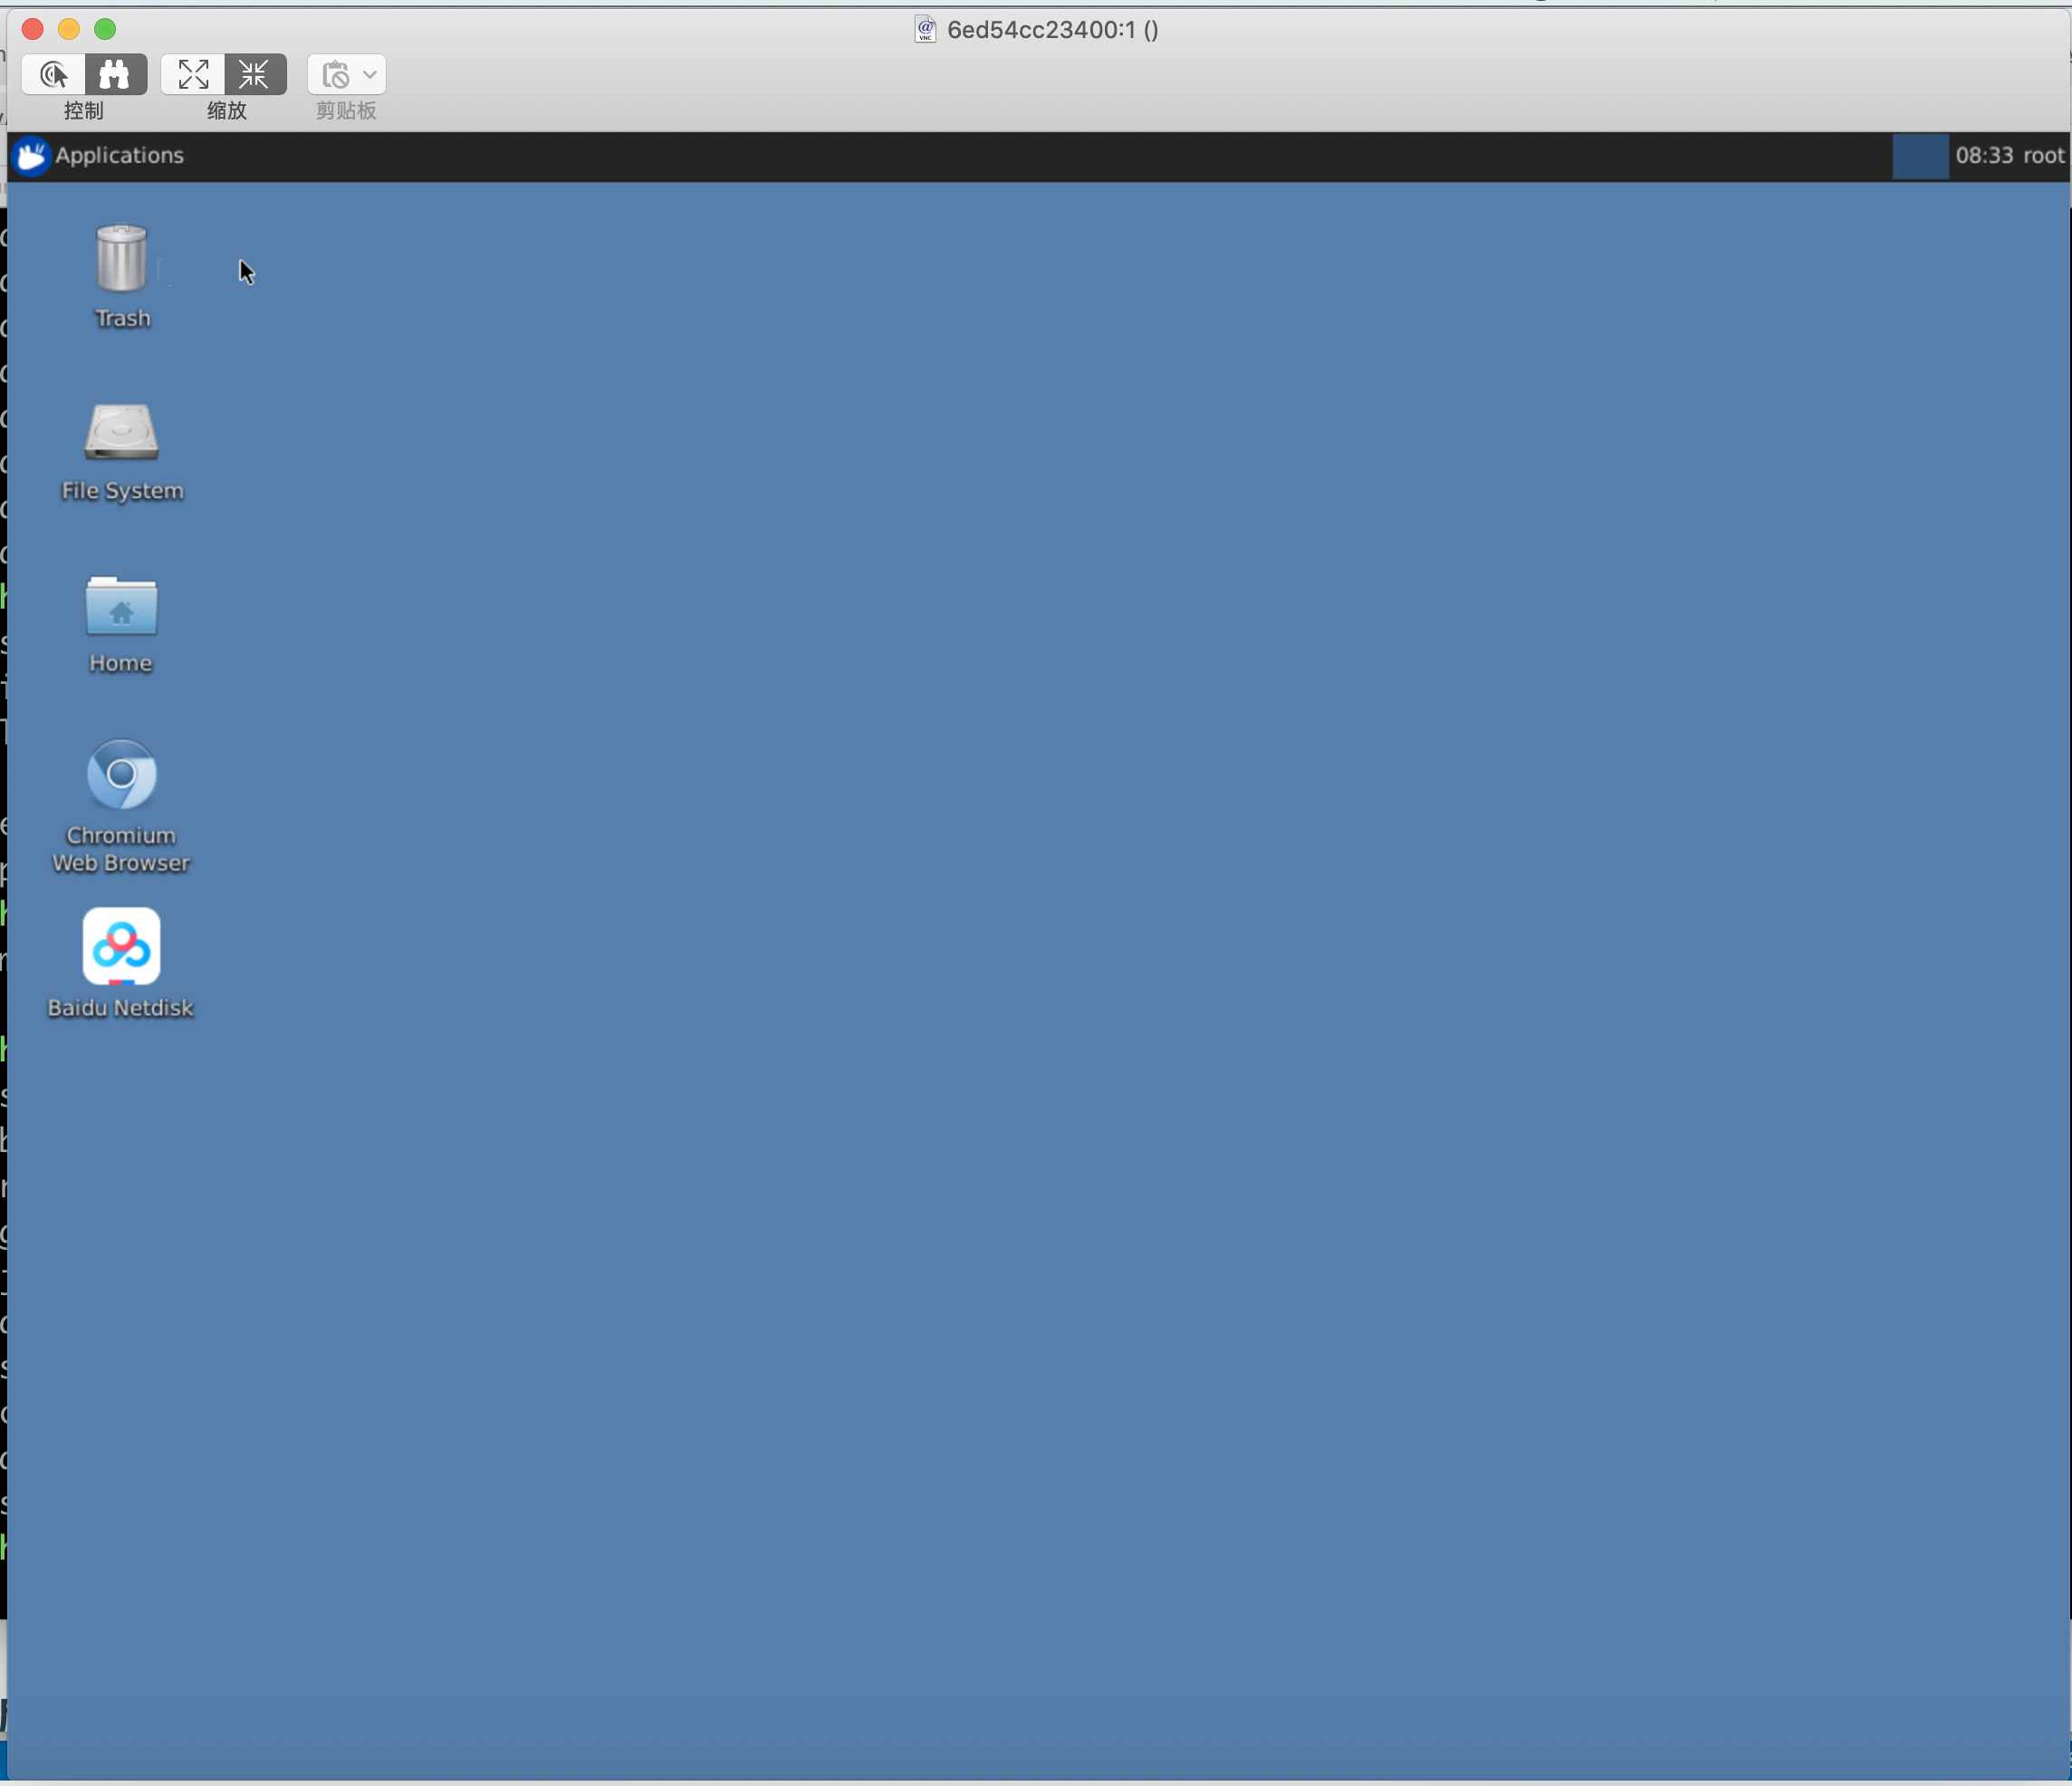 6ed54cc23400:1 ()
控制
缩放
剪贴板
Applications
08:33 root
Trash
File System
Home
Chromium
Web Browser
Baidu Netdisk